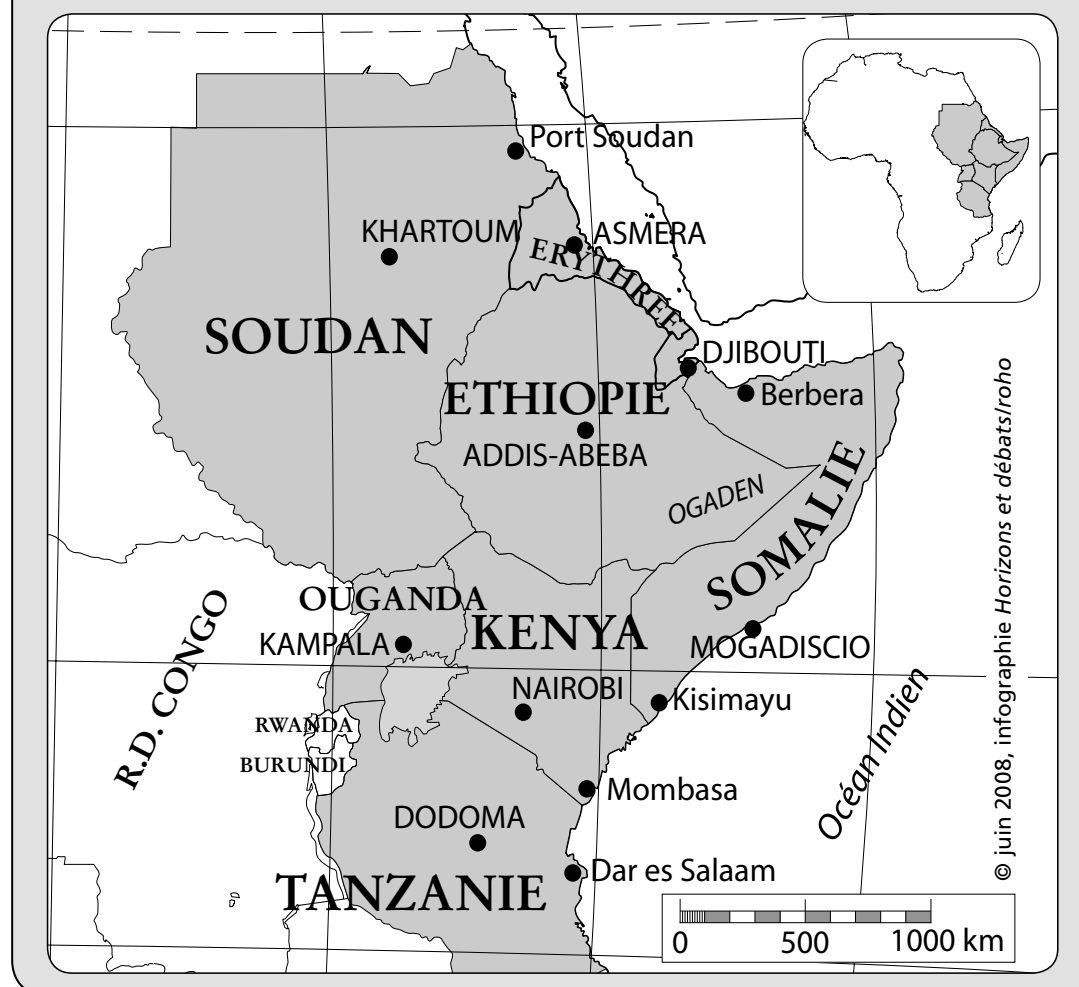 Port Soudan
KHARTOUM
ASMERA
ERYTHREE
SOUDAN
DJIBOUTI
ETHIOPIE
Berbera
ADDIS-ABEBA
OGADEN
SOMALIE
OUGANDA
KENYA
KAMPALA
MOGADISCIO
R.D. CONGO
NAIROBI
Kisimayu
RWANDA
BURUNDI
Mombasa
Océan Indien
DODOMA
Dar es Salaam
TANZANIE
0 500 1000 km
© juin 2008, infographie Horizons et débats/roho